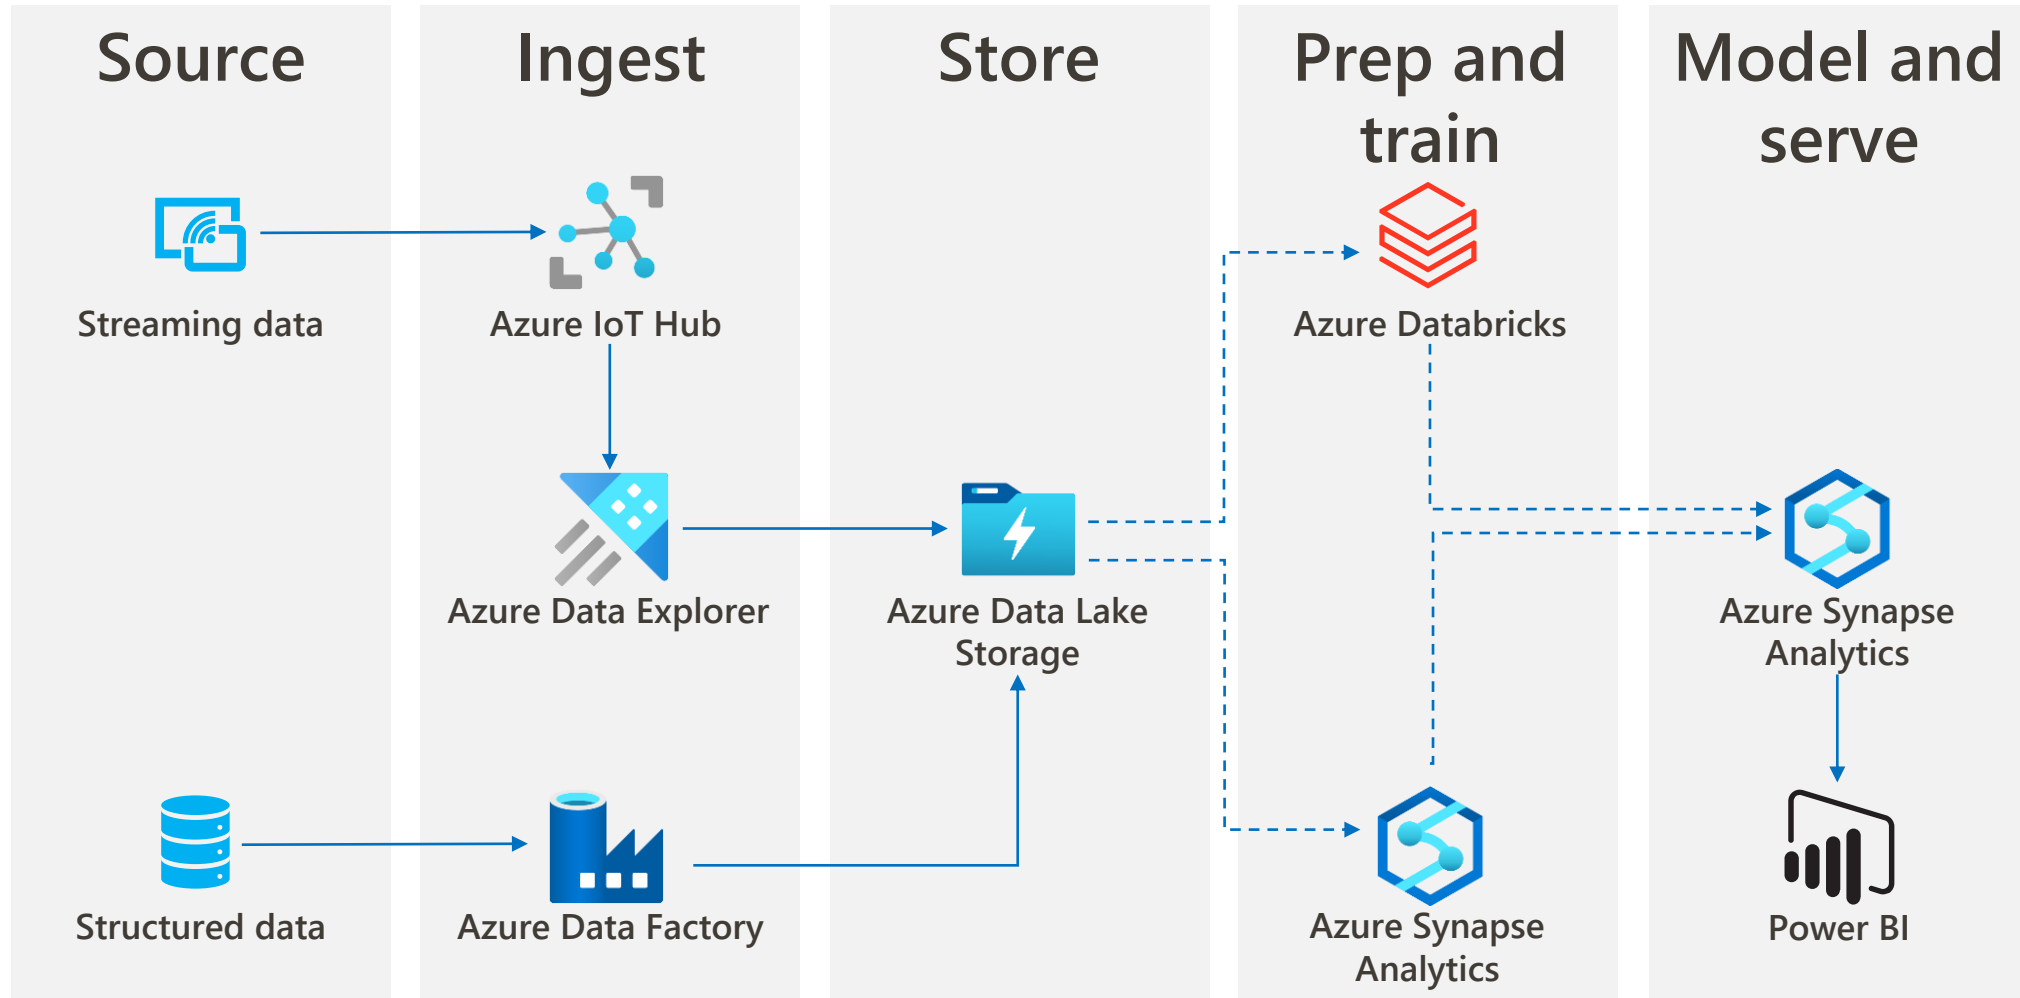 Source
Ingest
Store
Prep and
train
Model and
serve
Streaming data
Azure IoT Hub
Azure Databricks
Azure Data Explorer
Azure Data Lake
Storage
Azure Synapse
Analytics
Structured data
Azure Data Factory
Azure Synapse
Analytics
Power BI